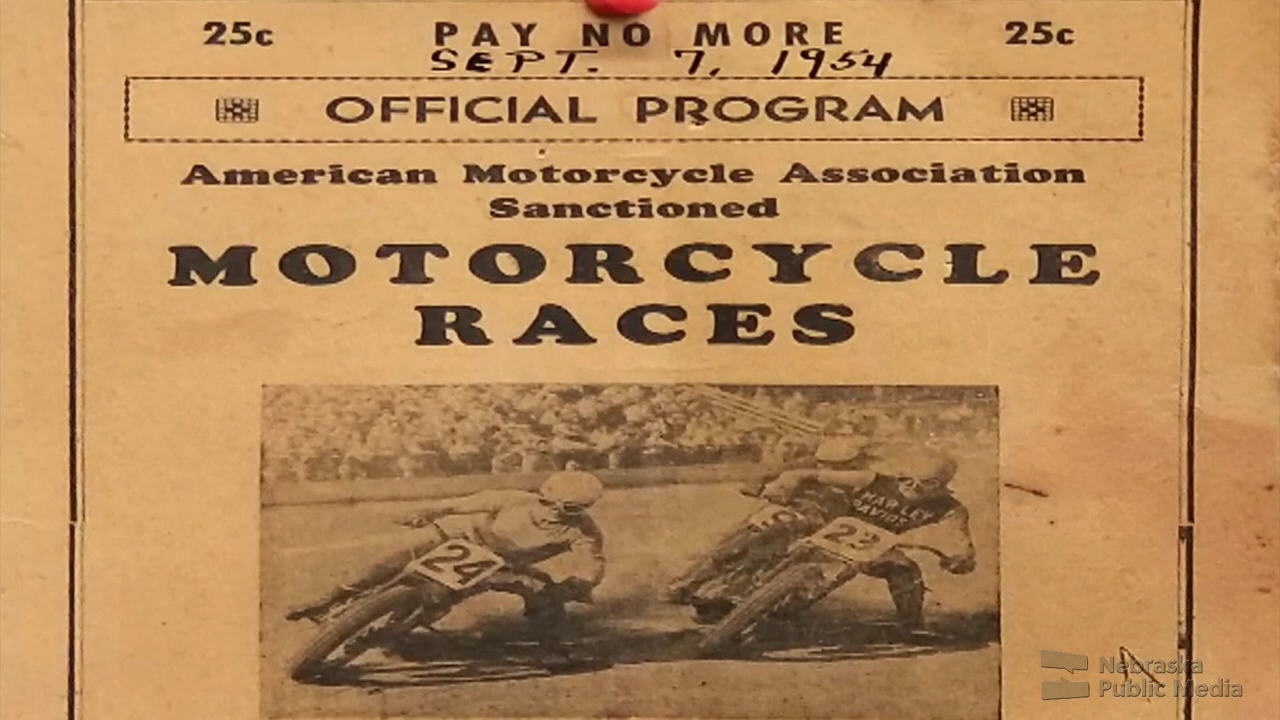 25c PAY NO MORE 25c
SEPT. 7, 1954
OFFICIAL PROGRAM
American Motorcycle Association
Sanctioned
MOTORCYCLE
RACES
HARLEY
DAVIDS
24
23
Nebraska
Public Media